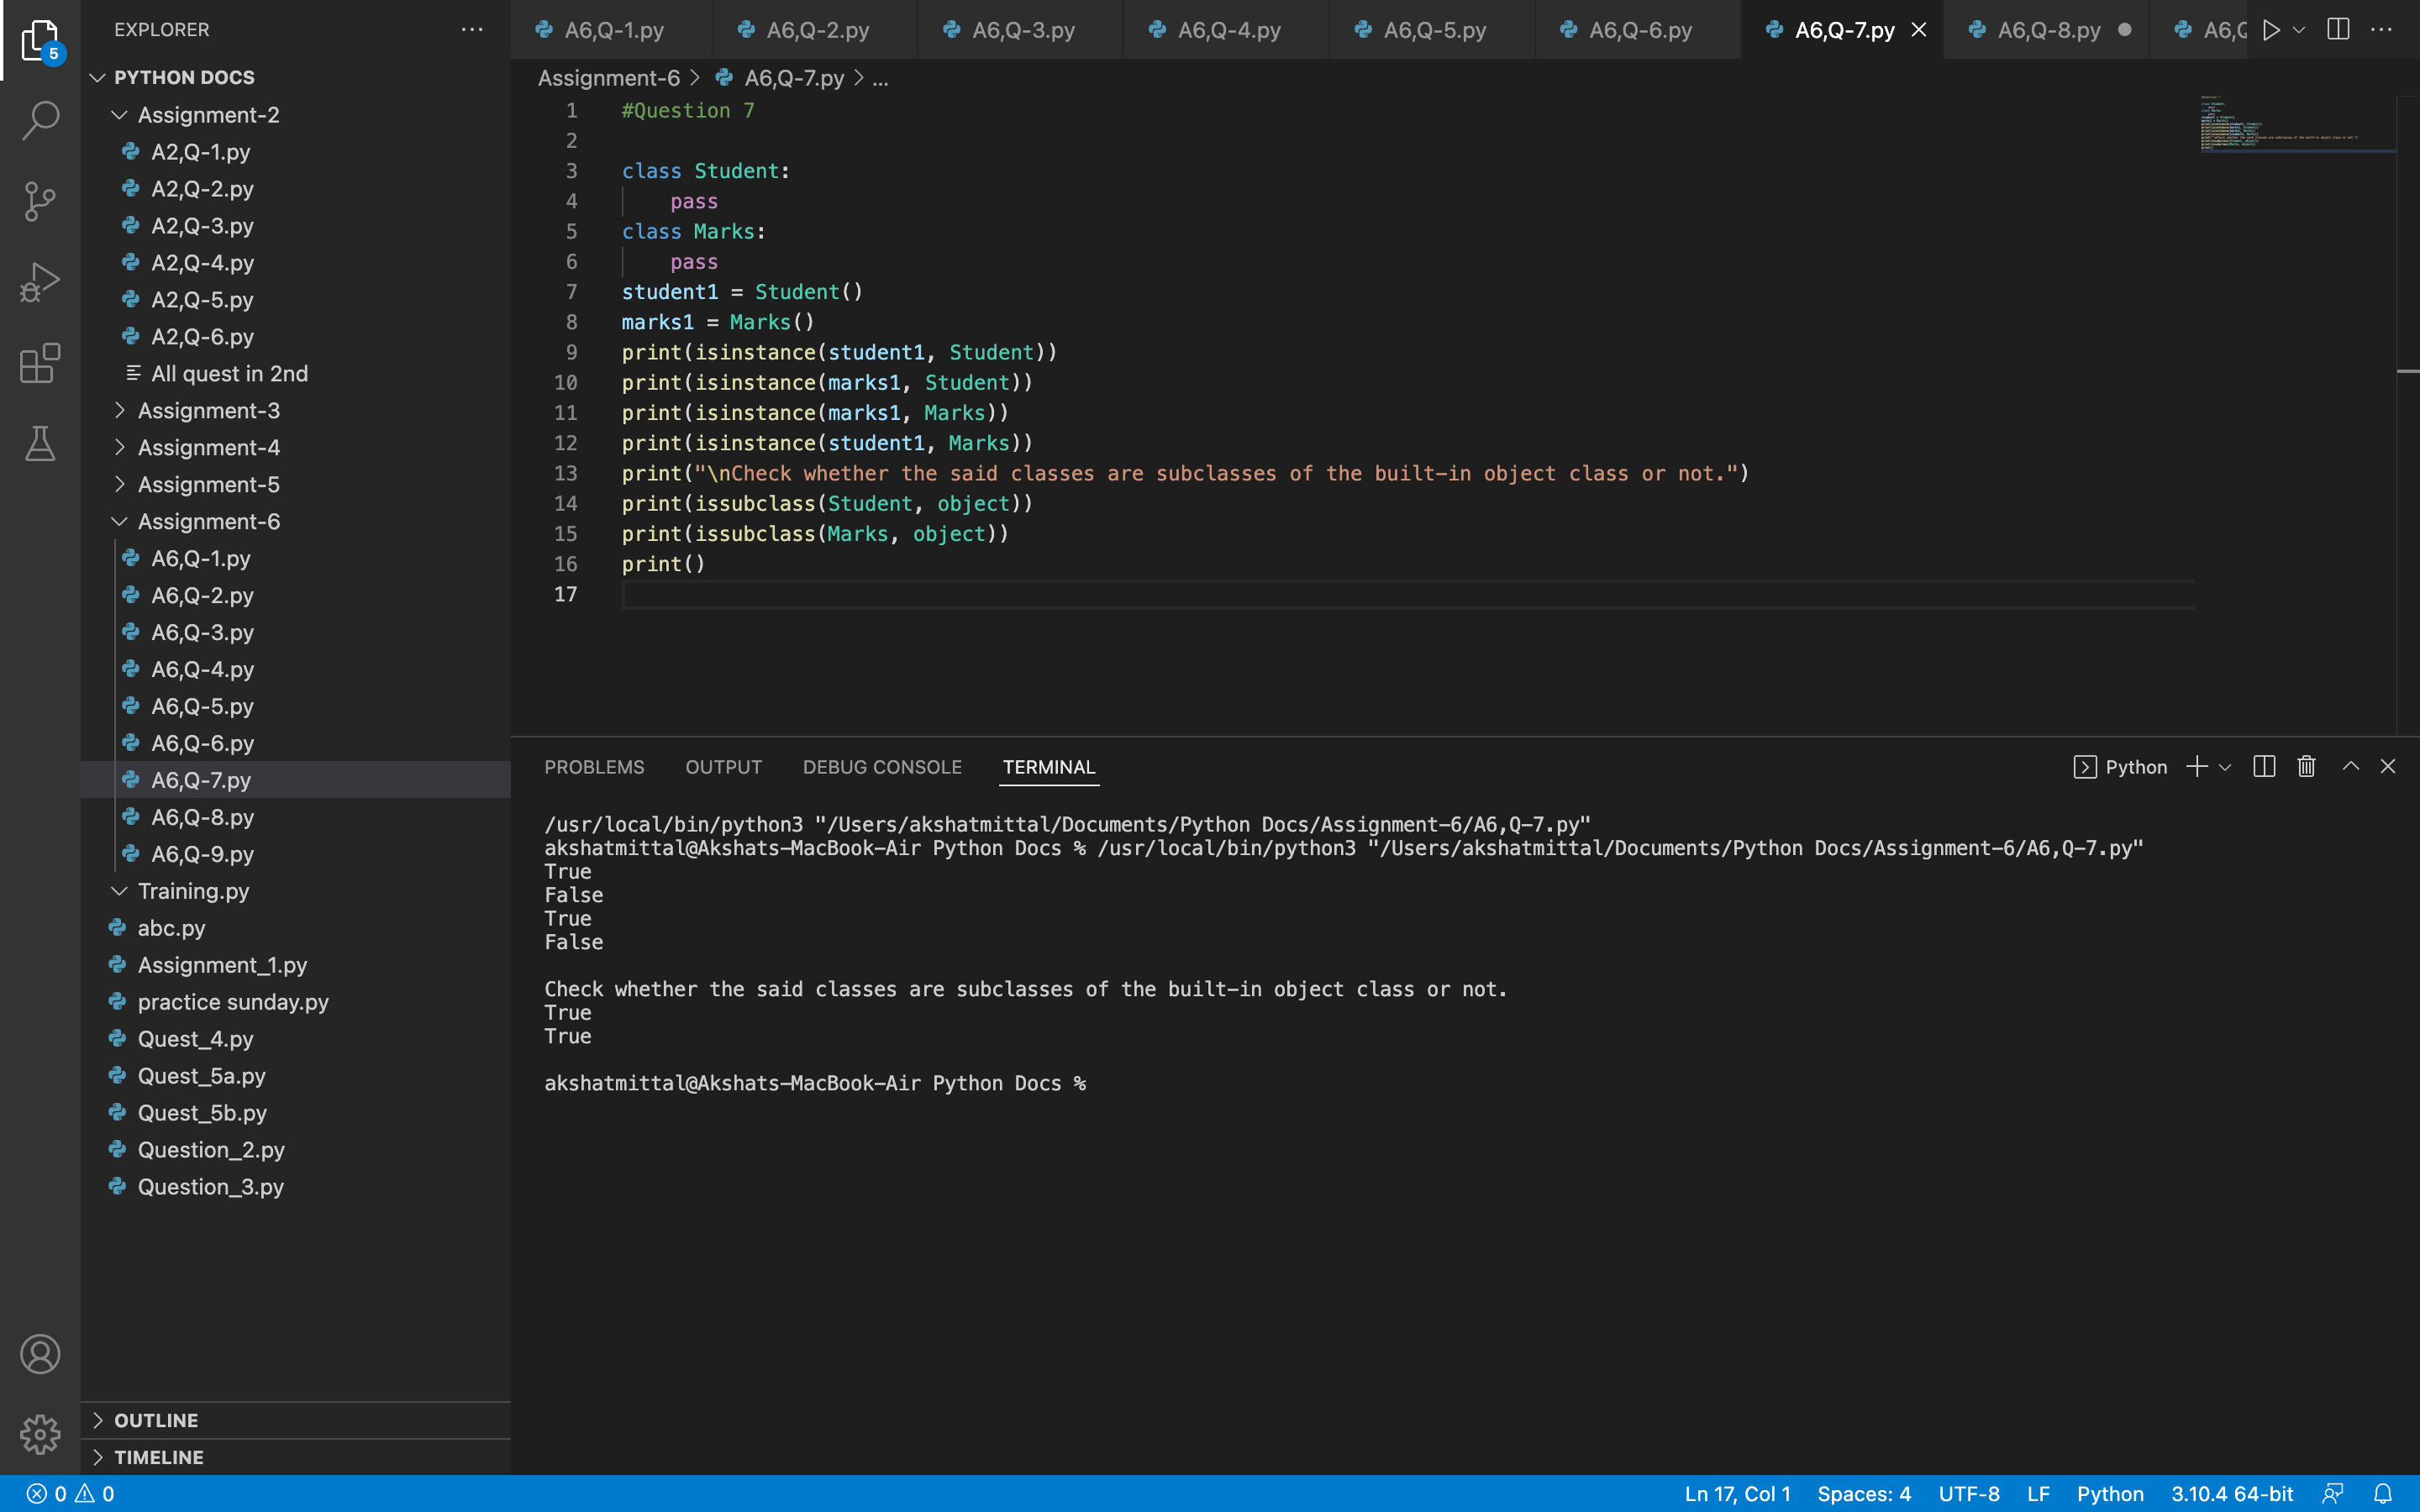 5
EXPLORER
PYTHON DOCS
Assignment-2
A2,Q-1.py
A2,Q-2.py
A2,Q-3.py
A2,Q-4.py
A2,Q-5.py
A2,Q-6.py
All quest in 2nd
Assignment-3
Assignment-4
Assignment-5
Assignment-6
A6,Q-1.py
A6,Q-2.py
A6,Q-3.py
A6,Q-4.py
A6,Q-5.py
A6,Q-6.py
A6,Q-7.py
A6,Q-8.py
A6,Q-9.py
Training.py
abc.py
Assignment_1.py
practice sunday.py
Quest_4.py
Quest_5a.py
Quest_5b.py
Question_2.py
Question_3.py
OUTLINE
TIMELINE
A6,Q-1.py A6,Q-2.py A6,Q-3.py A6,Q-4.py A6,Q-5.py A6,Q-6.py A6,Q-7.py A6,Q-8.py
Assignment-6 > A6,Q-7.py > ...
1 #Question 7
2
3 class Student:
4     pass
5 class Marks:
6     pass
7 student1 = Student()
8 marks1 = Marks()
9 print(isinstance(student1, Student))
10 print(isinstance(marks1, Student))
11 print(isinstance(marks1, Marks))
12 print(isinstance(student1, Marks))
13 print("\nCheck whether the said classes are subclasses of the built-in object class or not.")
14 print(issubclass(Student, object))
15 print(issubclass(Marks, object))
16 print()
17
PROBLEMS OUTPUT DEBUG CONSOLE TERMINAL Python
/usr/local/bin/python3 "/Users/akshatmittal/Documents/Python Docs/Assignment-6/A6,Q-7.py"
akshatmittal@Akshats-MacBook-Air Python Docs % /usr/local/bin/python3 "/Users/akshatmittal/Documents/Python Docs/Assignment-6/A6,Q-7.py"
True
False
True
False
Check whether the said classes are subclasses of the built-in object class or not.
True
True
akshatmittal@Akshats-MacBook-Air Python Docs %
0 0 Ln 17, Col 1 Spaces: 4 UTF-8 LF Python 3.10.4 64-bit